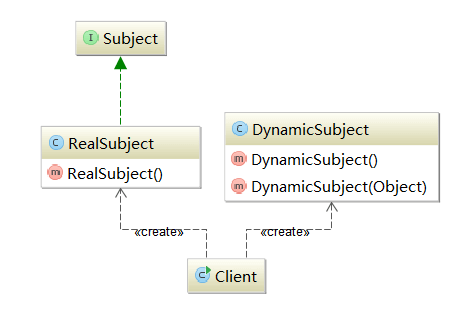 I Subject
C RealSubject
m RealSubject()
C DynamicSubject
m DynamicSubject()
m DynamicSubject(Object)
«create»
«create»
C Client